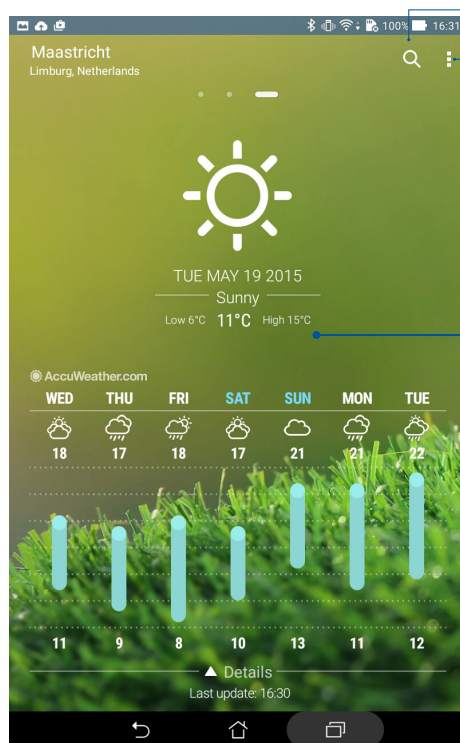 100% 16:31
Maastricht
Limburg, Netherlands
TUE MAY 19 2015
Sunny
Low 6°C 11°C High 15°C
AccuWeather.com
WED THU FRI SAT SUN MON TUE
18 17 18 17 21 21 22
11 9 8 10 13 11 12
Details
Last update: 16:30